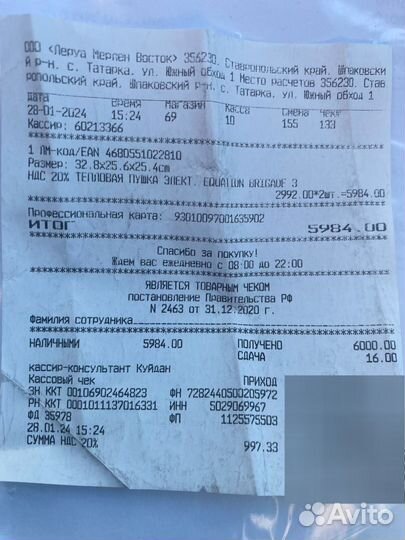 ООО <Леруа Мерлен Восток> 356230, Ставропольский край, Шпаковски
й р-н, с. Татарка, ул. Южный обход 1 Место расчетов 356230, Став
ропольский край, Шпаковский р-н, с. Татарка, ул. Южный обход 1
Дата Время Магазин Касса Смена Чек#
28-01-2024 15:24 69 10 155 133
Кассир: 60213366
1 ЛМ-код/EAN 4680551022810
Размер: 32.8x25.6x25.4cm
НДС 20% ТЕПЛОВАЯ ПУШКА ЭЛЕКТ. EQUATION BRIGADE 3
2992.00*2шт.=5984.00
Профессиональная карта: 93010097001635902
ИТОГ 5984.00
Спасибо за покупку!
Ждем вас ежедневно с 08:00 до 22:00
ЯВЛЯЕТСЯ ТОВАРНЫМ ЧЕКОМ
постановление Правительства РФ
N 2463 от 31.12.2020 г.
Фамилия сотрудника
НАЛИЧНЫМИ 5984.00 ПОЛУЧЕНО 6000.00
СДАЧА 16.00
кассир-консультант Куйдан
Кассовый чек ПРИХОД
ЗН ККТ 00106902464823 ФН 7282440500205972
РН ККТ 0001011137016331 ИНН 5029069967
ФД 35978 ФП 1125575503
28.01.24 15:24
СУММА НДС 20% 997.33
Avito